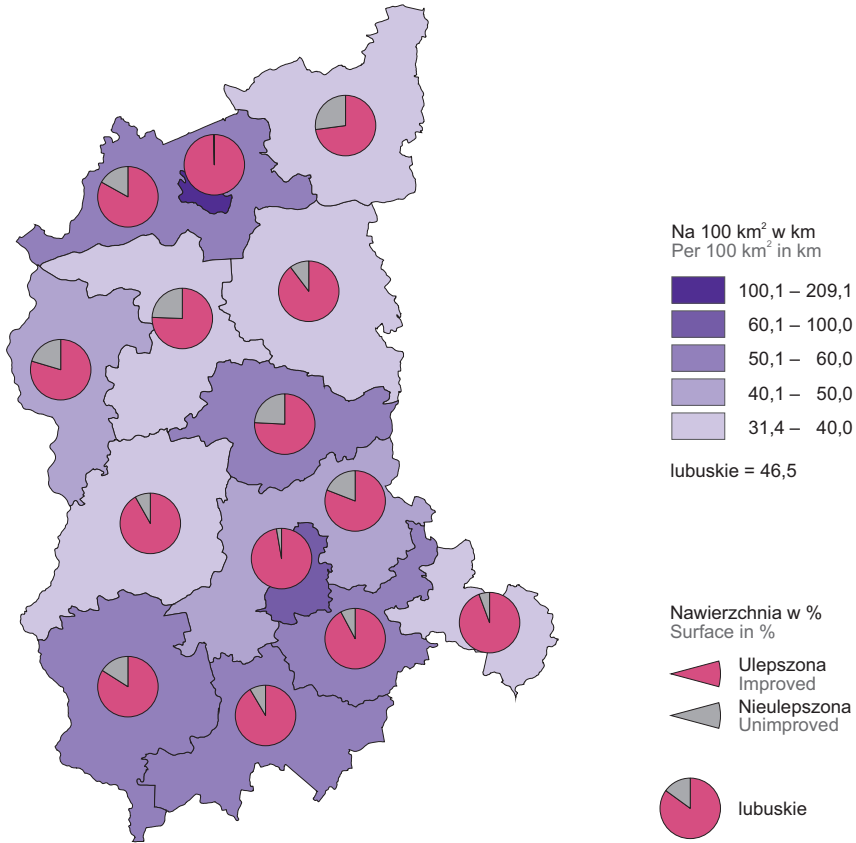 Na 100 km² w km
Per 100 km² in km
100,1 – 209,1
60,1 – 100,0
50,1 – 60,0
40,1 – 50,0
31,4 – 40,0
lubuskie = 46,5
Nawierzchnia w %
Surface in %
Ulepszona
Improved
Nieulepszona
Unimproved
lubuskie